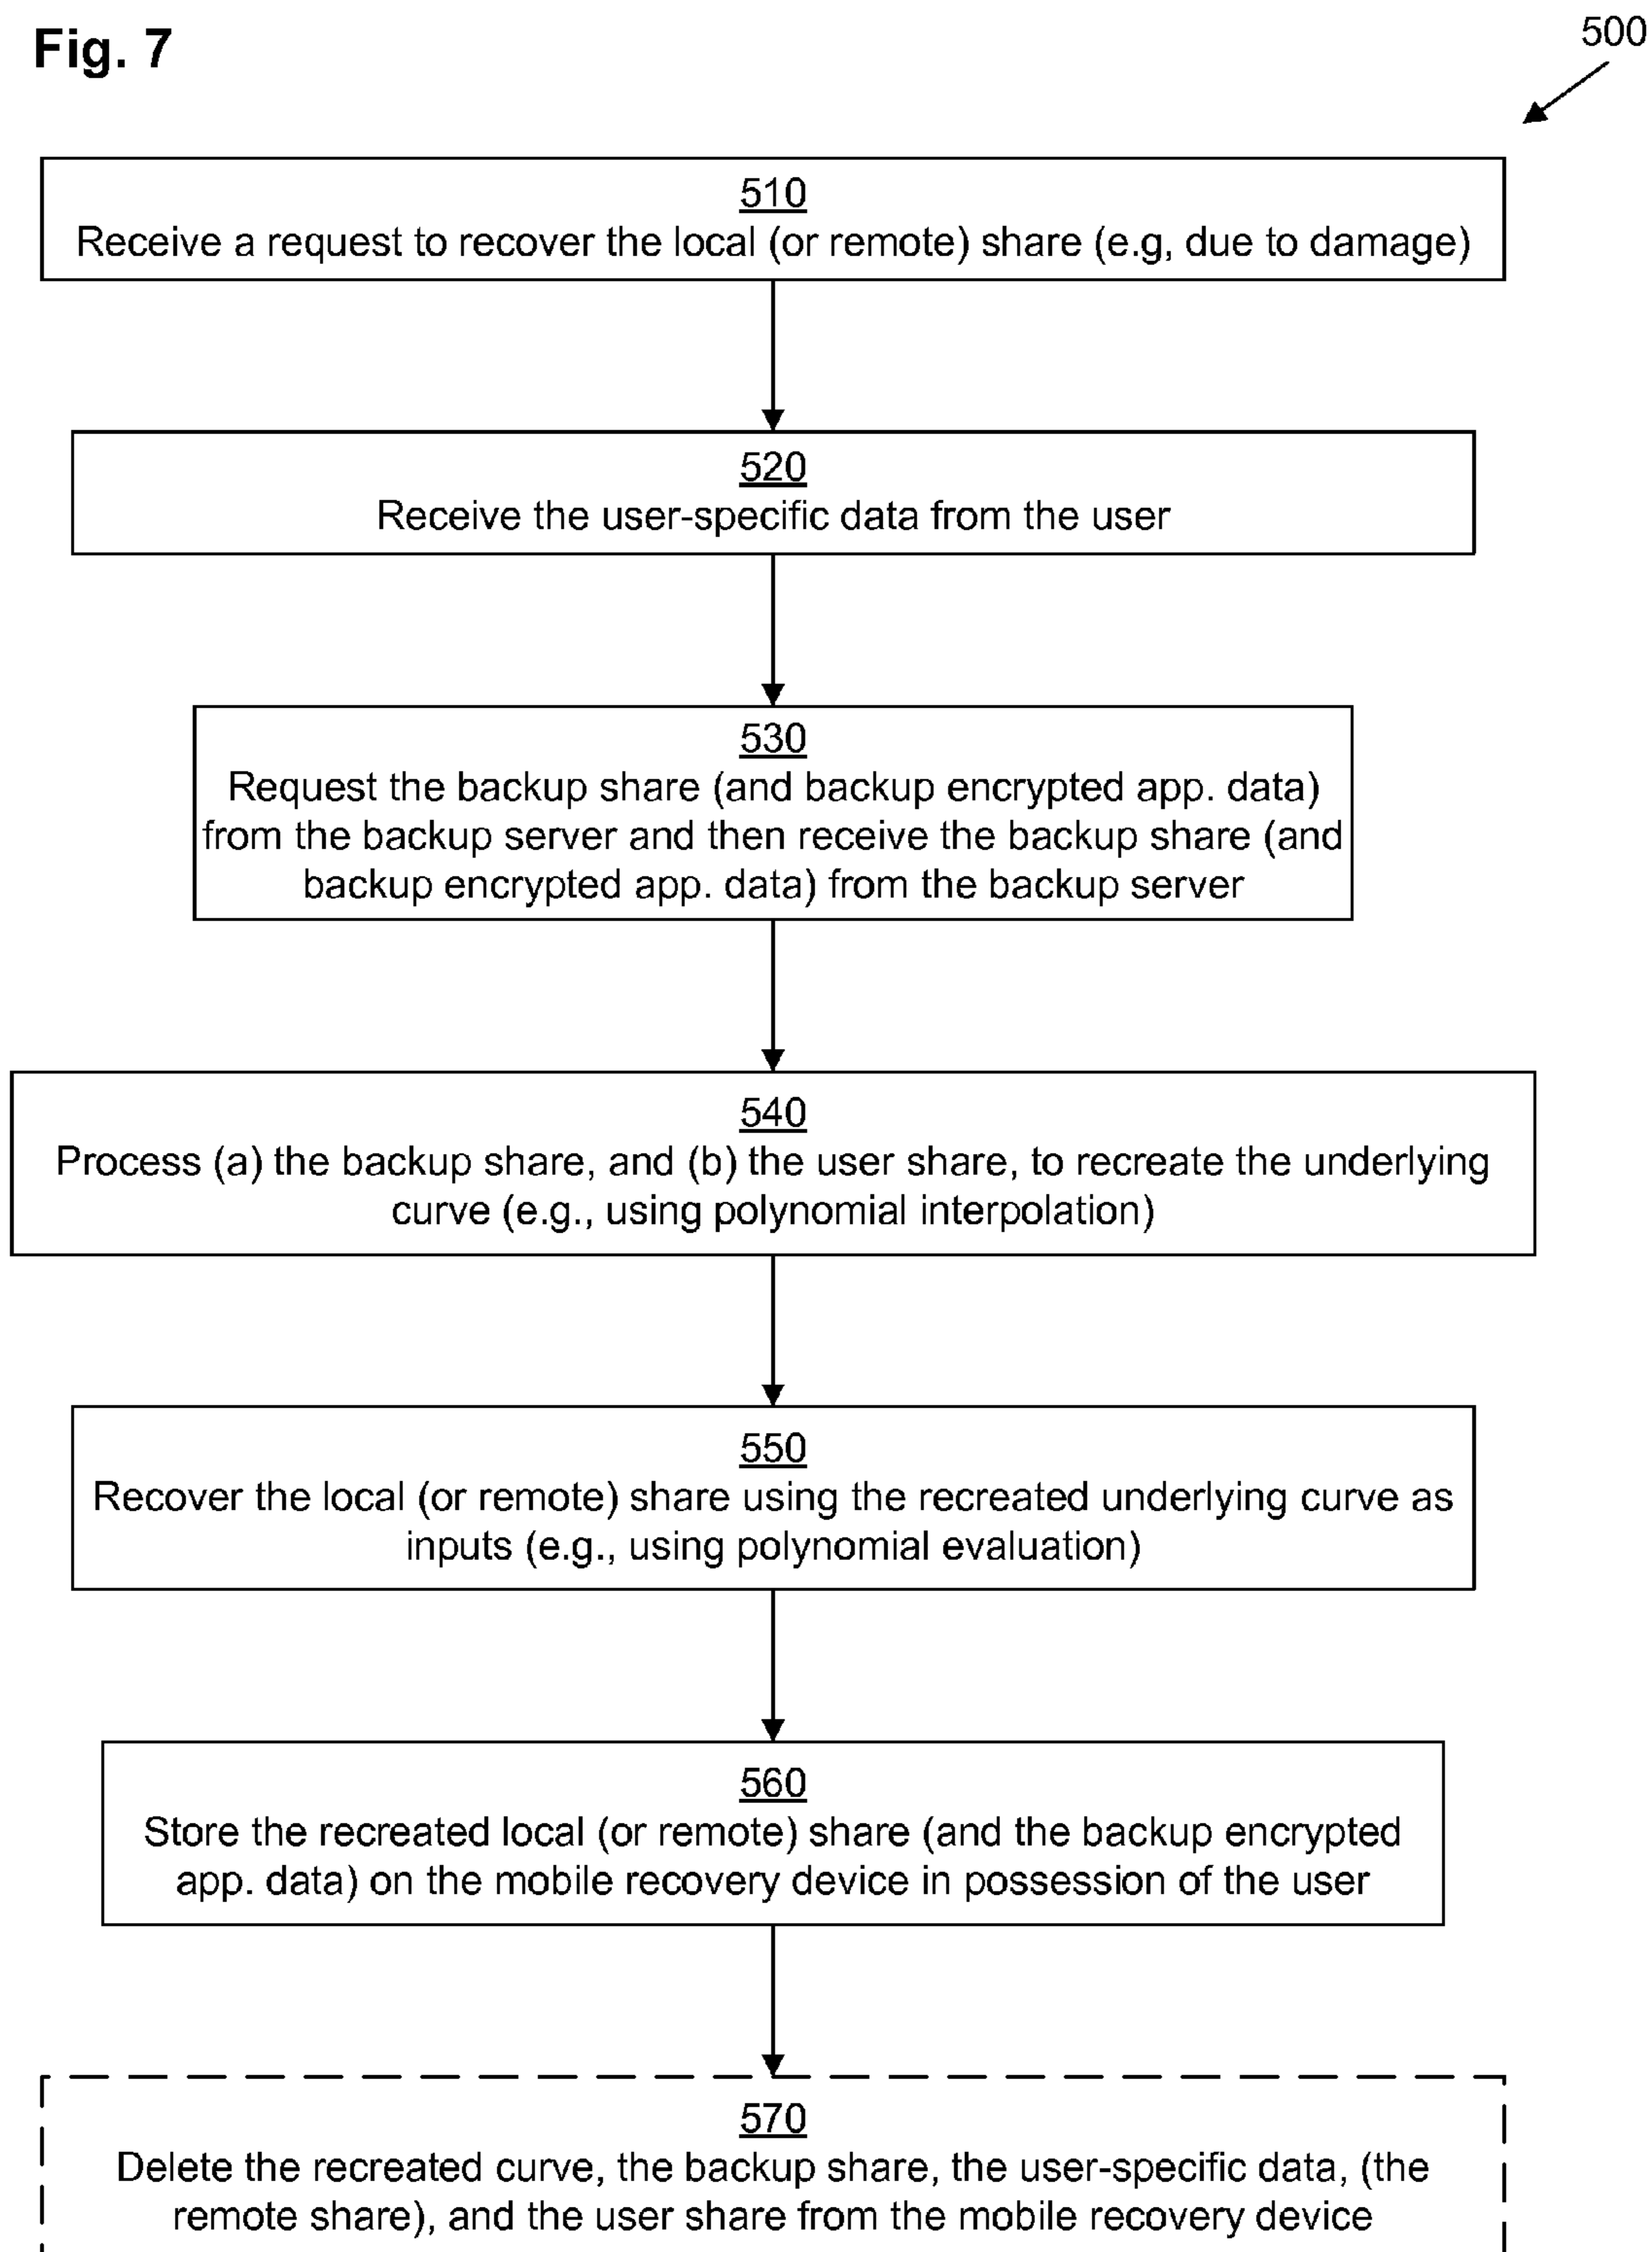 Fig. 7
500
510
Receive a request to recover the local (or remote) share (e.g, due to damage)
520
Receive the user-specific data from the user
530
Request the backup share (and backup encrypted app. data)
from the backup server and then receive the backup share (and
backup encrypted app. data) from the backup server
540
Process (a) the backup share, and (b) the user share, to recreate the underlying
curve (e.g., using polynomial interpolation)
550
Recover the local (or remote) share using the recreated underlying curve as
inputs (e.g., using polynomial evaluation)
560
Store the recreated local (or remote) share (and the backup encrypted
app. data) on the mobile recovery device in possession of the user
570
Delete the recreated curve, the backup share, the user-specific data, (the
remote share), and the user share from the mobile recovery device